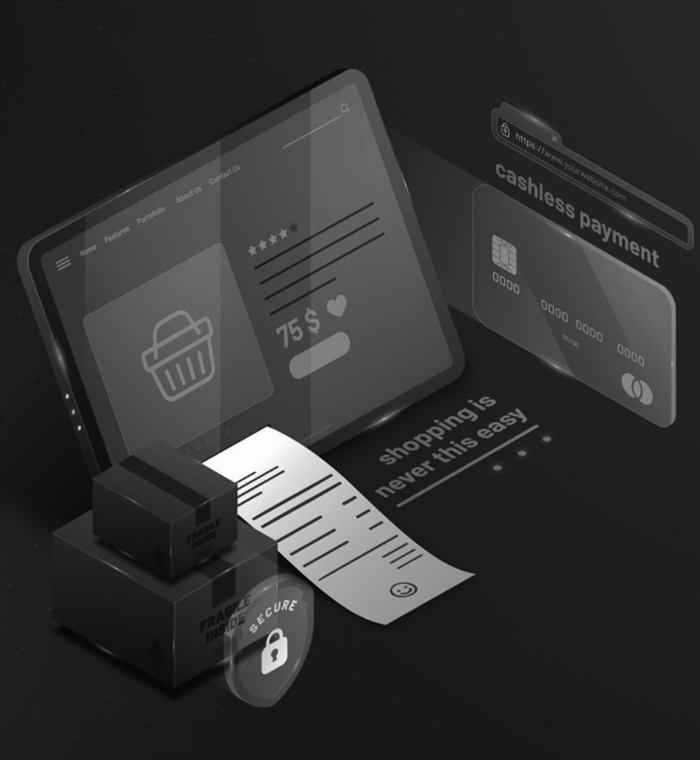 https://www.yourwebsite.com
cashless payment
Home Features Portofolio About Us Contact Us
75 $
0000 0000 0000 0000
00/00
shopping is
never this easy
FRAGILE
INSIDE
FRAGILE
INSIDE
SECURE